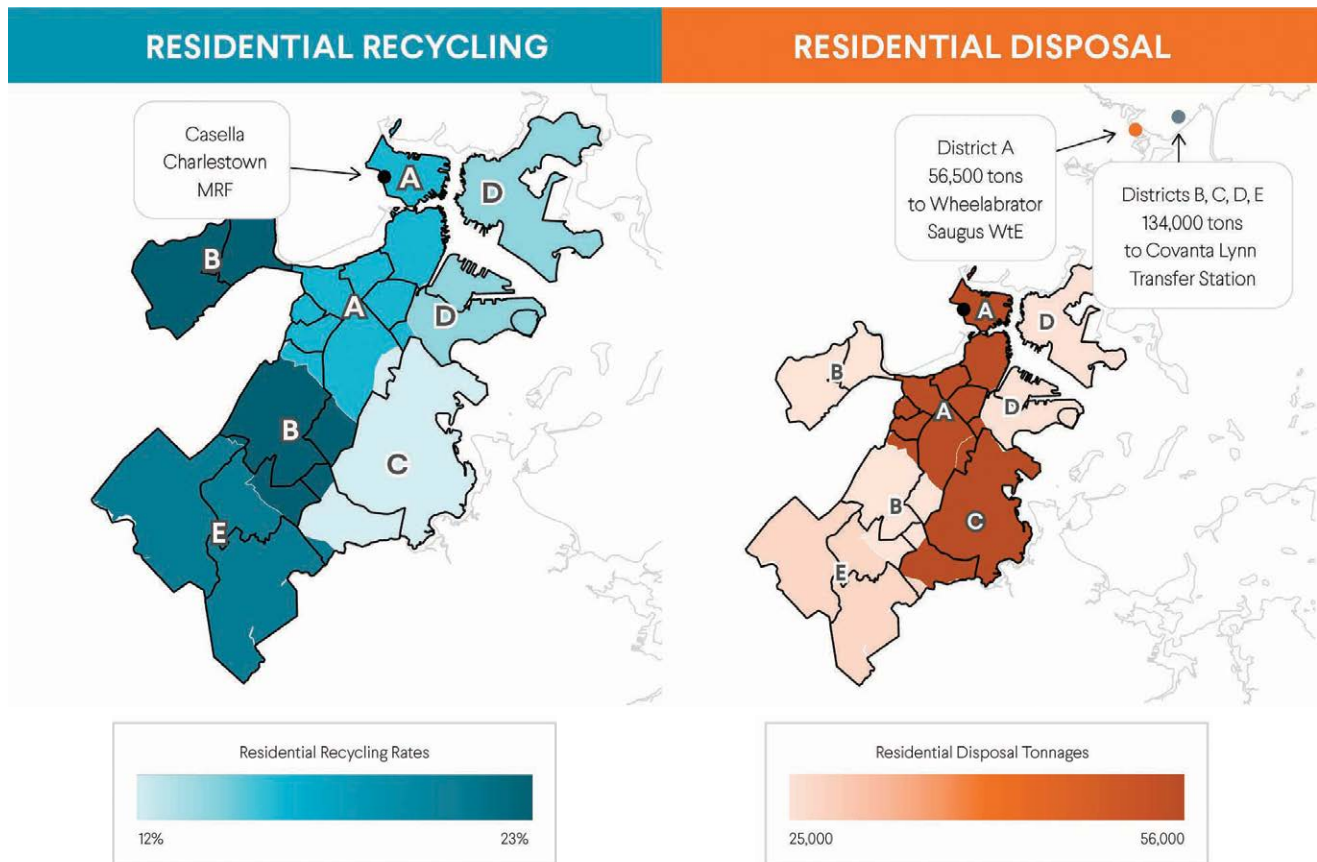 RESIDENTIAL RECYCLING
Casella
Charlestown
MRF
A
D
B
A
D
B
C
E
Residential Recycling Rates
12%
23%
RESIDENTIAL DISPOSAL
District A
56,500 tons
to Wheelabrator
Saugus WtE
Districts B, C, D, E
134,000 tons
to Covanta Lynn
Transfer Station
A
D
B
A
D
B
C
E
Residential Disposal Tonnages
25,000
56,000